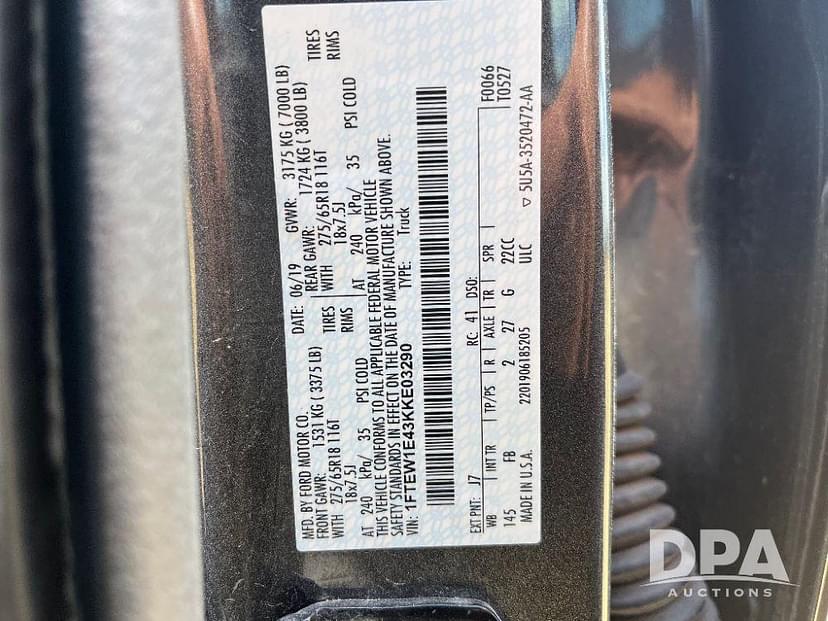 MFD. BY FORD MOTOR CO.
DATE: 06/19 GVWR: 3175 KG ( 7000 LB)
FRONT GAWR: 1531 KG ( 3375 LB) REAR GAWR: 1724 KG ( 3800 LB)
WITH 275/65R18 116T TIRES WITH 275/65R18 116T TIRES
18x7.5J RIMS 18x7.5J RIMS
AT 240 kPa/ 35 PSI COLD AT 240 kPa/ 35 PSI COLD
THIS VEHICLE CONFORMS TO ALL APPLICABLE FEDERAL MOTOR VEHICLE
SAFETY STANDARDS IN EFFECT ON THE DATE OF MANUFACTURE SHOWN ABOVE.
VIN: 1FTEW1E43KKE03290 TYPE: Truck
EXT PNT: J7 RC: 41 DSO: F0066
WB INT TR TP/PS R AXLE TR SPR T0527
145 FB 2 27 G 22CC
MADE IN U.S.A. 2201906185205 ULC ▽ 5U5A-3520472-AA
DPA
AUCTIONS